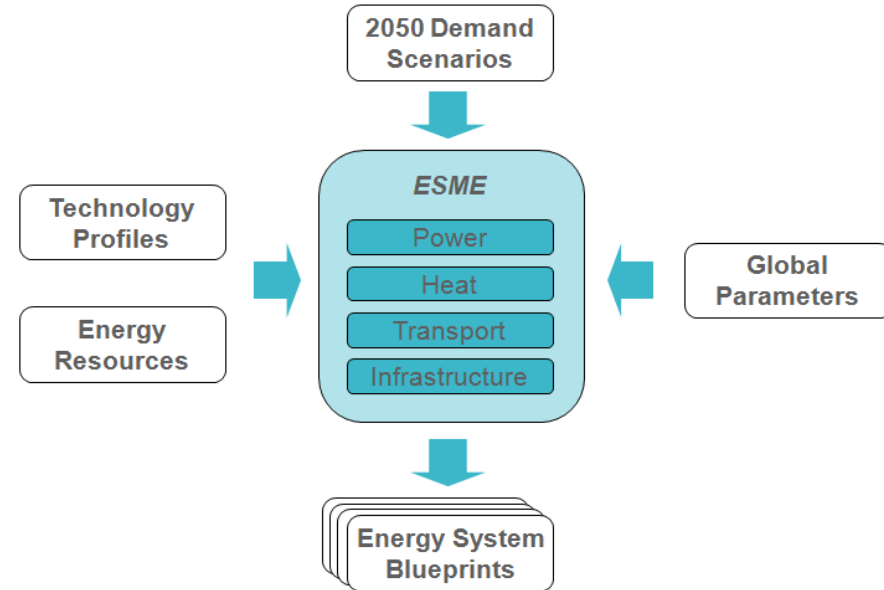 2050 Demand
Scenarios
ESME
Technology
Profiles
Power
Heat
Global
Parameters
Energy
Resources
Transport
Infrastructure
Energy System
Blueprints